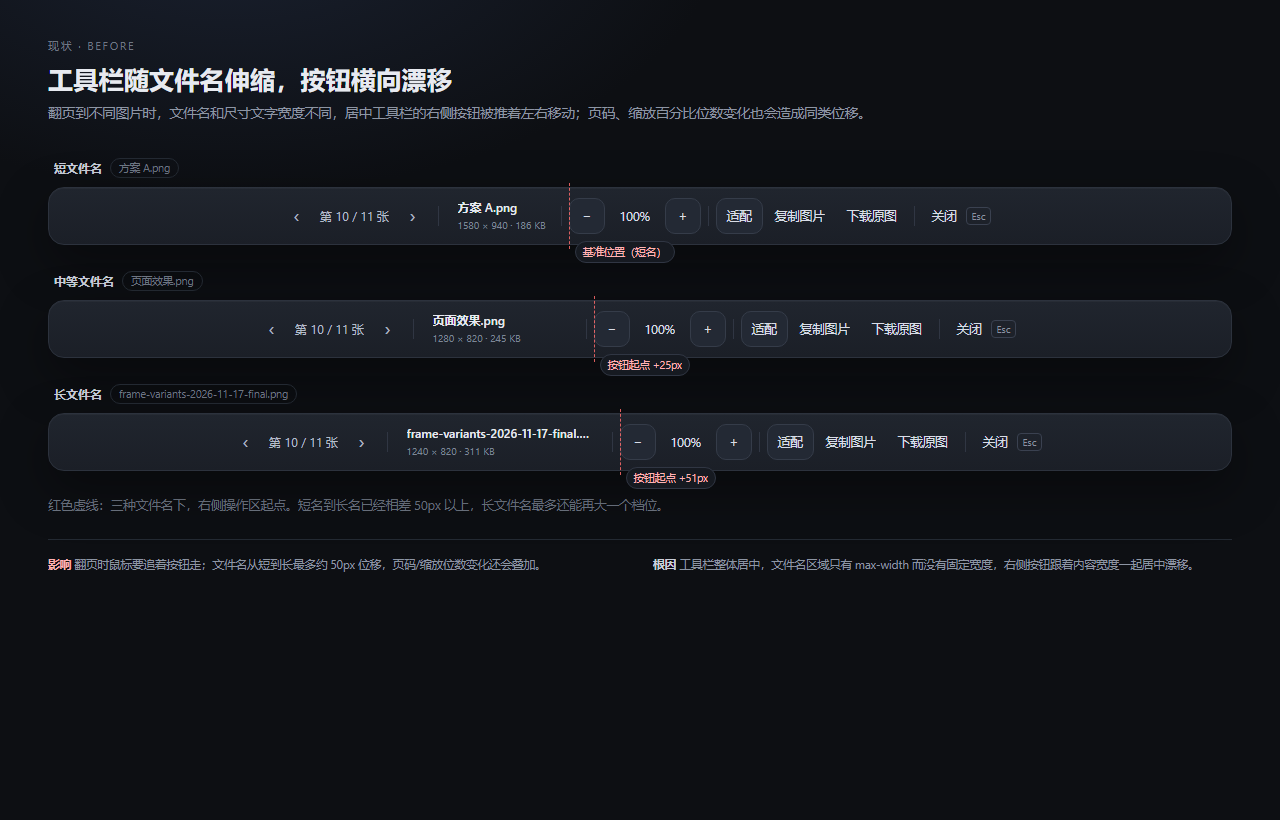 现状 · BEFORE
工具栏随文件名伸缩，按钮横向漂移
翻页到不同图片时，文件名和尺寸文字宽度不同，居中工具栏的右侧按钮被推着左右移动；页码、缩放百分比位数变化也会造成同类位移。
短文件名 方案 A.png
‹ 第 10 / 11 张 › 方案 A.png − 100% + 适配 复制图片 下载原图 关闭 Esc
1580 × 940 · 186 KB
基准位置（短名）
中等文件名 页面效果.png
‹ 第 10 / 11 张 › 页面效果.png − 100% + 适配 复制图片 下载原图 关闭 Esc
1280 × 820 · 245 KB
按钮起点 +25px
长文件名 frame-variants-2026-11-17-final.png
‹ 第 10 / 11 张 › frame-variants-2026-11-17-final.... − 100% + 适配 复制图片 下载原图 关闭 Esc
1240 × 820 · 311 KB
按钮起点 +51px
红色虚线：三种文件名下，右侧操作区起点。短名到长名已经相差 50px 以上，长文件名最多还能再大一个档位。
影响 翻页时鼠标要追着按钮走；文件名从短到长最多约 50px 位移，页码/缩放位数变化还会叠加。
根因 工具栏整体居中，文件名区域只有 max-width 而没有固定宽度，右侧按钮跟着内容宽度一起居中漂移。